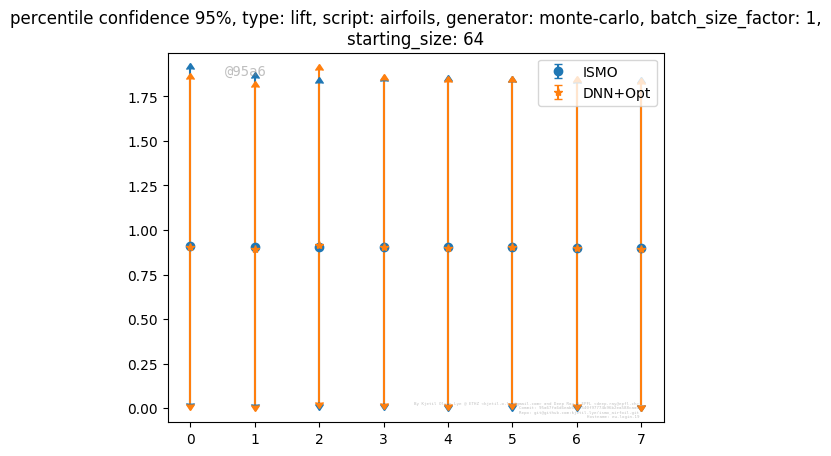 percentile confidence 95%, type: lift, script: airfoils, generator: monte-carlo, batch_size_factor: 1,
starting_size: 64
@95a6
ISMO
DNN+Opt
1.75
1.50
1.25
1.00
0.75
0.50
0.25
0.00
0 1 2 3 4 5 6 7